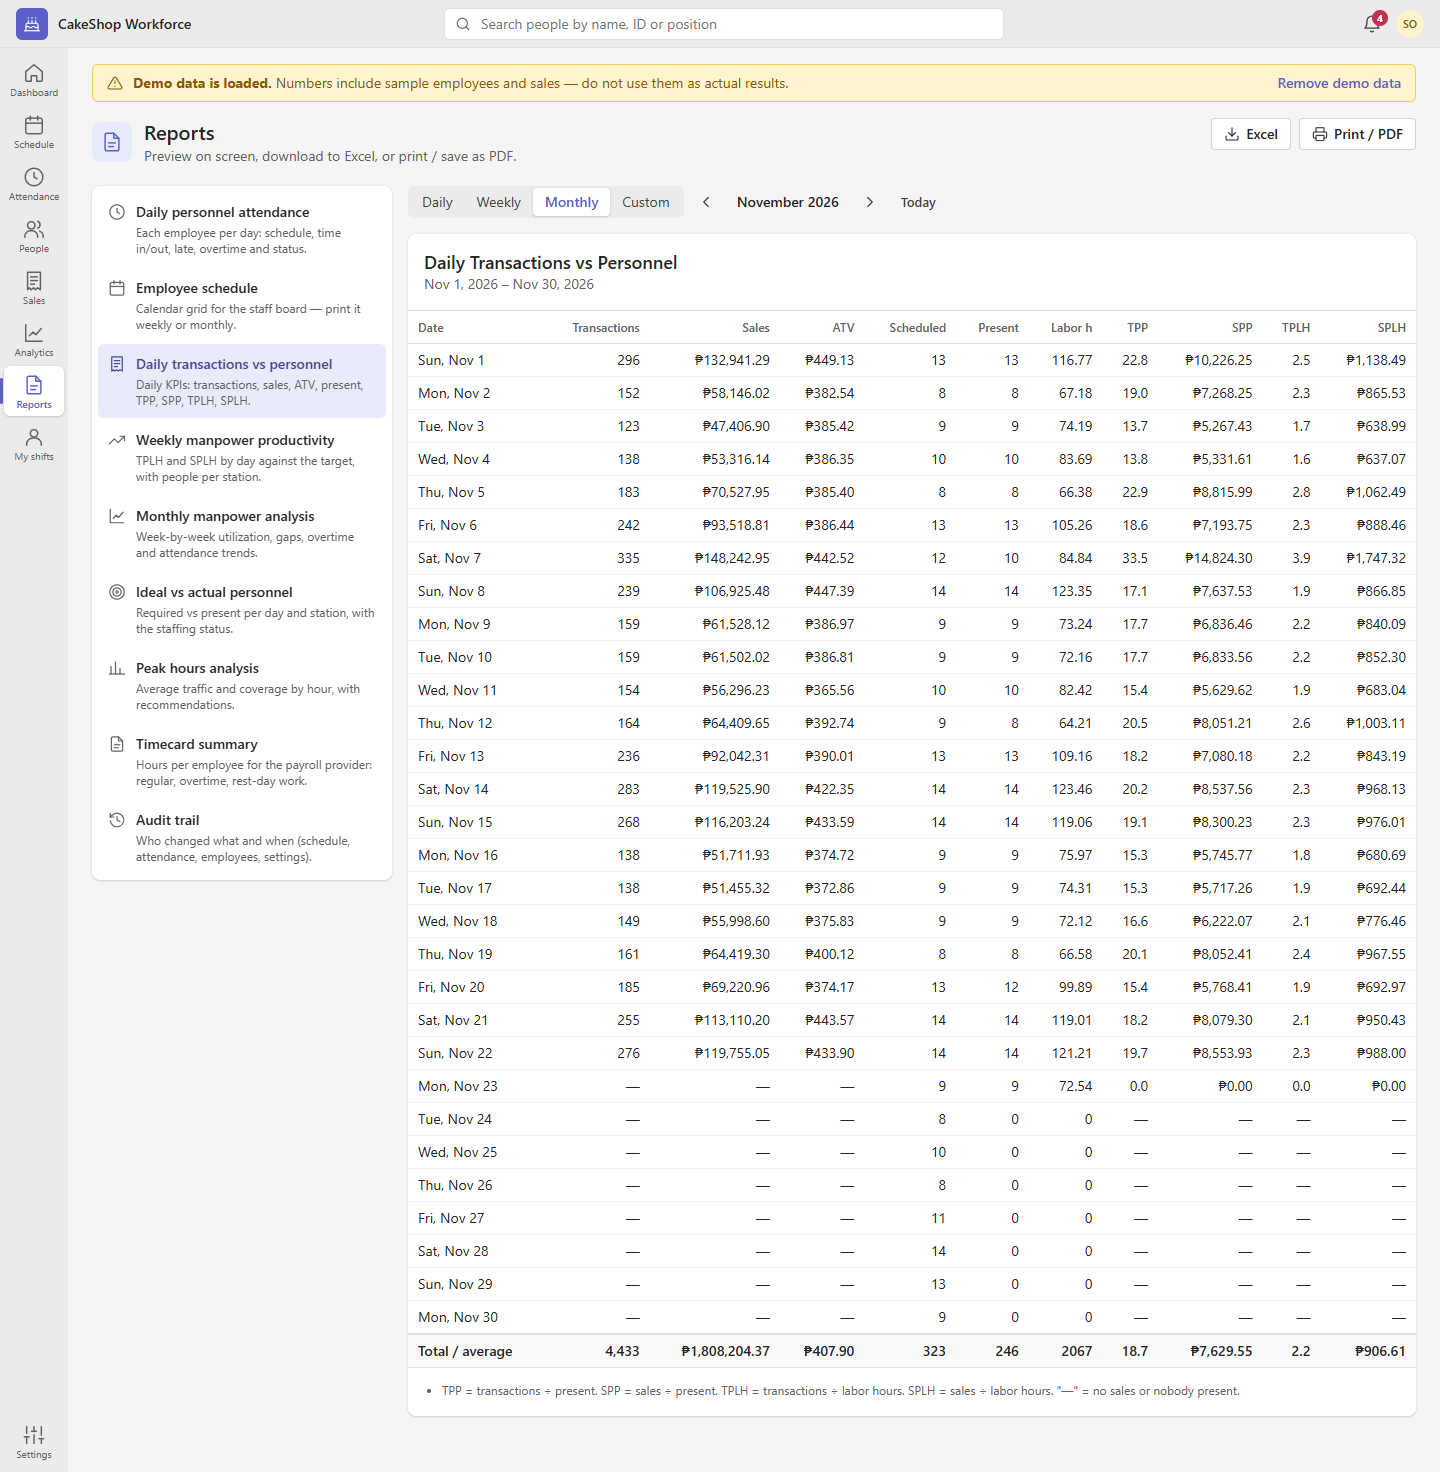 CakeShop Workforce
Search people by name, ID or position
4
SO
Dashboard
Schedule
Attendance
People
Sales
Analytics
Reports
My shifts
Settings
Demo data is loaded. Numbers include sample employees and sales — do not use them as actual results.
Remove demo data
Reports
Preview on screen, download to Excel, or print / save as PDF.
Excel
Print / PDF
Daily personnel attendance
Each employee per day: schedule, time
in/out, late, overtime and status.
Employee schedule
Calendar grid for the staff board — print it
weekly or monthly.
Daily transactions vs personnel
Daily KPIs: transactions, sales, ATV, present,
TPP, SPP, TPLH, SPLH.
Weekly manpower productivity
TPLH and SPLH by day against the target,
with people per station.
Monthly manpower analysis
Week-by-week utilization, gaps, overtime
and attendance trends.
Ideal vs actual personnel
Required vs present per day and station, with
the staffing status.
Peak hours analysis
Average traffic and coverage by hour, with
recommendations.
Timecard summary
Hours per employee for the payroll provider:
regular, overtime, rest-day work.
Audit trail
Who changed what and when (schedule,
attendance, employees, settings).
Daily Weekly Monthly Custom November 2026 Today
Daily Transactions vs Personnel
Nov 1, 2026 – Nov 30, 2026
Date Transactions Sales ATV Scheduled Present Labor h TPP SPP TPLH SPLH
Sun, Nov 1 296 ₱132,941.29 ₱449.13 13 13 116.77 22.8 ₱10,226.25 2.5 ₱1,138.49
Mon, Nov 2 152 ₱58,146.02 ₱382.54 8 8 67.18 19.0 ₱7,268.25 2.3 ₱865.53
Tue, Nov 3 123 ₱47,406.90 ₱385.42 9 9 74.19 13.7 ₱5,267.43 1.7 ₱638.99
Wed, Nov 4 138 ₱53,316.14 ₱386.35 10 10 83.69 13.8 ₱5,331.61 1.6 ₱637.07
Thu, Nov 5 183 ₱70,527.95 ₱385.40 8 8 66.38 22.9 ₱8,815.99 2.8 ₱1,062.49
Fri, Nov 6 242 ₱93,518.81 ₱386.44 13 13 105.26 18.6 ₱7,193.75 2.3 ₱888.46
Sat, Nov 7 335 ₱148,242.95 ₱442.52 12 10 84.84 33.5 ₱14,824.30 3.9 ₱1,747.32
Sun, Nov 8 239 ₱106,925.48 ₱447.39 14 14 123.35 17.1 ₱7,637.53 1.9 ₱866.85
Mon, Nov 9 159 ₱61,528.12 ₱386.97 9 9 73.24 17.7 ₱6,836.46 2.2 ₱840.09
Tue, Nov 10 159 ₱61,502.02 ₱386.81 9 9 72.16 17.7 ₱6,833.56 2.2 ₱852.30
Wed, Nov 11 154 ₱56,296.23 ₱365.56 10 10 82.42 15.4 ₱5,629.62 1.9 ₱683.04
Thu, Nov 12 164 ₱64,409.65 ₱392.74 9 8 64.21 20.5 ₱8,051.21 2.6 ₱1,003.11
Fri, Nov 13 236 ₱92,042.31 ₱390.01 13 13 109.16 18.2 ₱7,080.18 2.2 ₱843.19
Sat, Nov 14 283 ₱119,525.90 ₱422.35 14 14 123.46 20.2 ₱8,537.56 2.3 ₱968.13
Sun, Nov 15 268 ₱116,203.24 ₱433.59 14 14 119.06 19.1 ₱8,300.23 2.3 ₱976.01
Mon, Nov 16 138 ₱51,711.93 ₱374.72 9 9 75.97 15.3 ₱5,745.77 1.8 ₱680.69
Tue, Nov 17 138 ₱51,455.32 ₱372.86 9 9 74.31 15.3 ₱5,717.26 1.9 ₱692.44
Wed, Nov 18 149 ₱55,998.60 ₱375.83 9 9 72.12 16.6 ₱6,222.07 2.1 ₱776.46
Thu, Nov 19 161 ₱64,419.30 ₱400.12 8 8 66.58 20.1 ₱8,052.41 2.4 ₱967.55
Fri, Nov 20 185 ₱69,220.96 ₱374.17 13 12 99.89 15.4 ₱5,768.41 1.9 ₱692.97
Sat, Nov 21 255 ₱113,110.20 ₱443.57 14 14 119.01 18.2 ₱8,079.30 2.1 ₱950.43
Sun, Nov 22 276 ₱119,755.05 ₱433.90 14 14 121.21 19.7 ₱8,553.93 2.3 ₱988.00
Mon, Nov 23 — — — 9 9 72.54 0.0 ₱0.00 0.0 ₱0.00
Tue, Nov 24 — — — 8 0 0 — — — —
Wed, Nov 25 — — — 10 0 0 — — — —
Thu, Nov 26 — — — 8 0 0 — — — —
Fri, Nov 27 — — — 11 0 0 — — — —
Sat, Nov 28 — — — 14 0 0 — — — —
Sun, Nov 29 — — — 13 0 0 — — — —
Mon, Nov 30 — — — 9 0 0 — — — —
Total / average 4,433 ₱1,808,204.37 ₱407.90 323 246 2067 18.7 ₱7,629.55 2.2 ₱906.61
• TPP = transactions ÷ present. SPP = sales ÷ present. TPLH = transactions ÷ labor hours. SPLH = sales ÷ labor hours. "—" = no sales or nobody present.